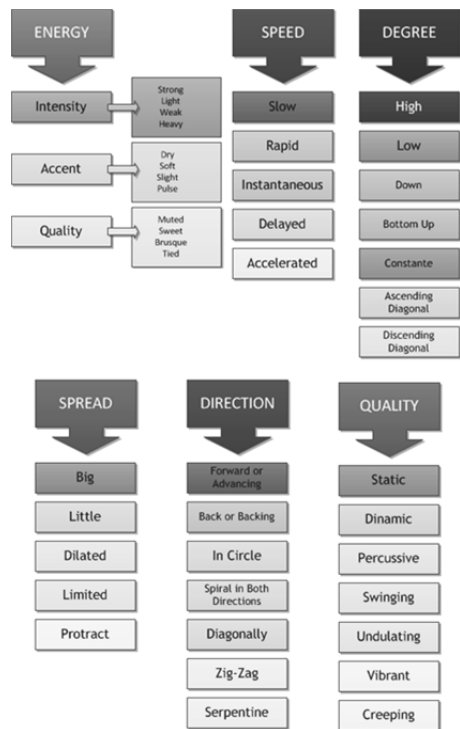 ENERGY
Intensity
Strong
Light
Weak
Heavy
Accent
Dry
Soft
Slight
Pulse
Quality
Muted
Sweet
Brusque
Tied
SPEED
Slow
Rapid
Instantaneous
Delayed
Accelerated
DEGREE
High
Low
Down
Bottom Up
Constante
Ascending
Diagonal
Discending
Diagonal
SPREAD
Big
Little
Dilated
Limited
Protract
DIRECTION
Forward or
Advancing
Back or Backing
In Circle
Spiral in Both
Directions
Diagonally
Zig-Zag
Serpentine
QUALITY
Static
Dinamic
Percussive
Swinging
Undulating
Vibrant
Creeping